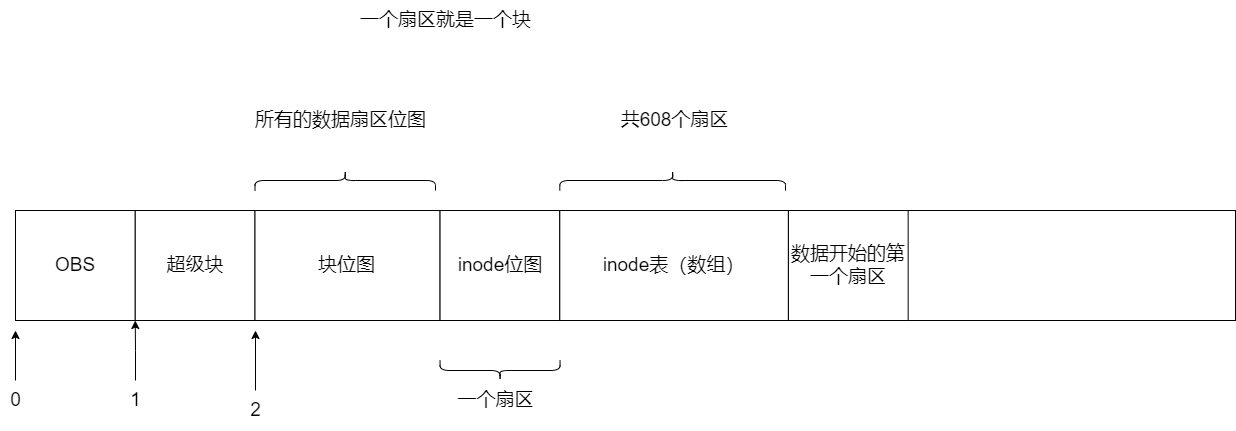 一个扇区就是一个块
所有的数据扇区位图
共608个扇区
OBS
超级块
块位图
inode位图
inode表（数组）
数据开始的第
一个扇区
0
1
2
一个扇区